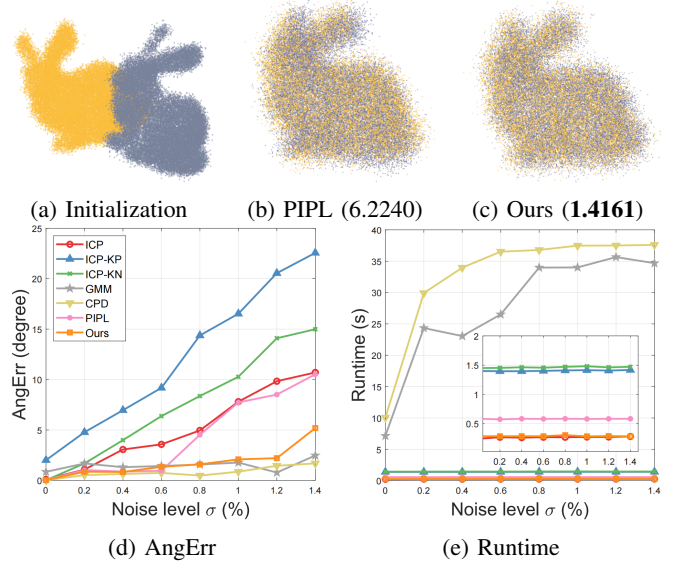 (a) Initialization
(b) PIPL (6.2240)
(c) Ours (1.4161)
25
20
15
10
5
0
AngErr (degree)
ICP
ICP-KP
ICP-KN
GMM
CPD
PIPL
Ours
0 0.2 0.4 0.6 0.8 1 1.2 1.4
Noise level σ (%)
(d) AngErr
40
35
30
25
20
15
10
5
0
Runtime (s)
1.5
1
0.5
0.2 0.4 0.6 0.8 1 1.2 1.4
0 0.2 0.4 0.6 0.8 1 1.2 1.4
Noise level σ (%)
(e) Runtime